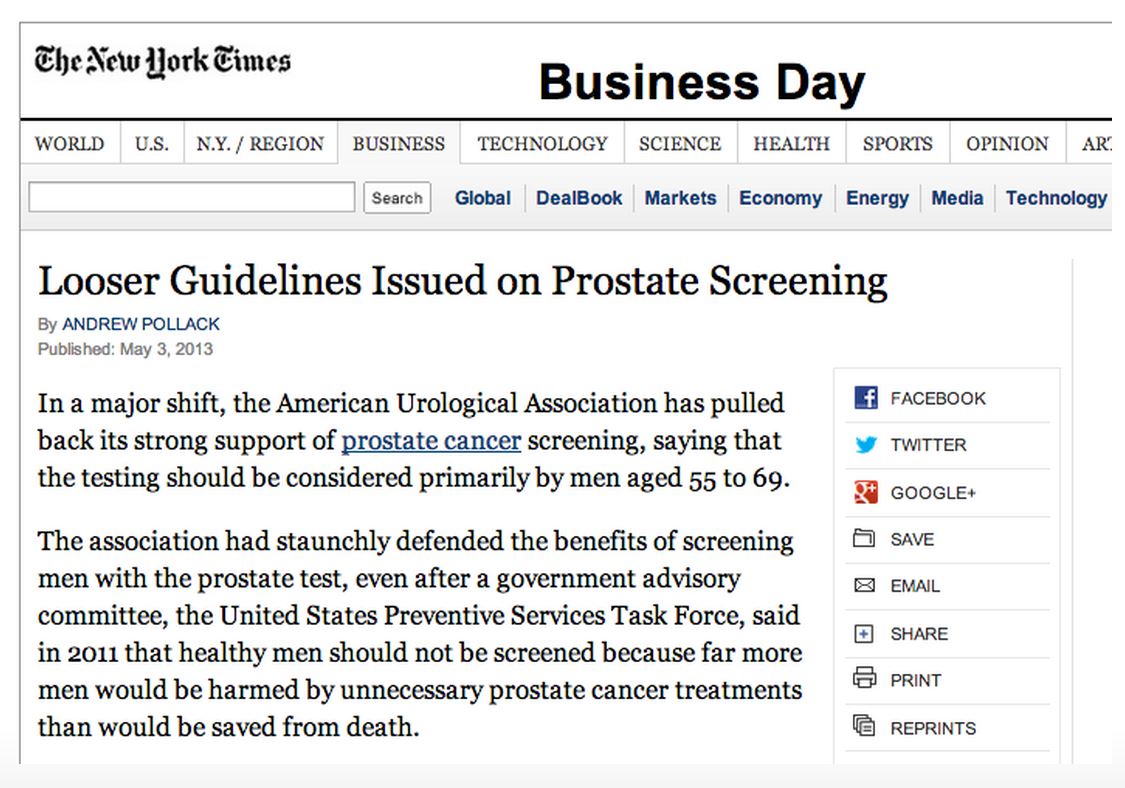 The New York Times
Business Day
WORLD U.S. N.Y. / REGION BUSINESS TECHNOLOGY SCIENCE HEALTH SPORTS OPINION
Search Global DealBook Markets Economy Energy Media Technology
Looser Guidelines Issued on Prostate Screening
By ANDREW POLLACK
Published: May 3, 2013
In a major shift, the American Urological Association has pulled
back its strong support of prostate cancer screening, saying that
the testing should be considered primarily by men aged 55 to 69.
The association had staunchly defended the benefits of screening
men with the prostate test, even after a government advisory
committee, the United States Preventive Services Task Force, said
in 2011 that healthy men should not be screened because far more
men would be harmed by unnecessary prostate cancer treatments
than would be saved from death.
FACEBOOK
TWITTER
GOOGLE+
SAVE
EMAIL
SHARE
PRINT
REPRINTS